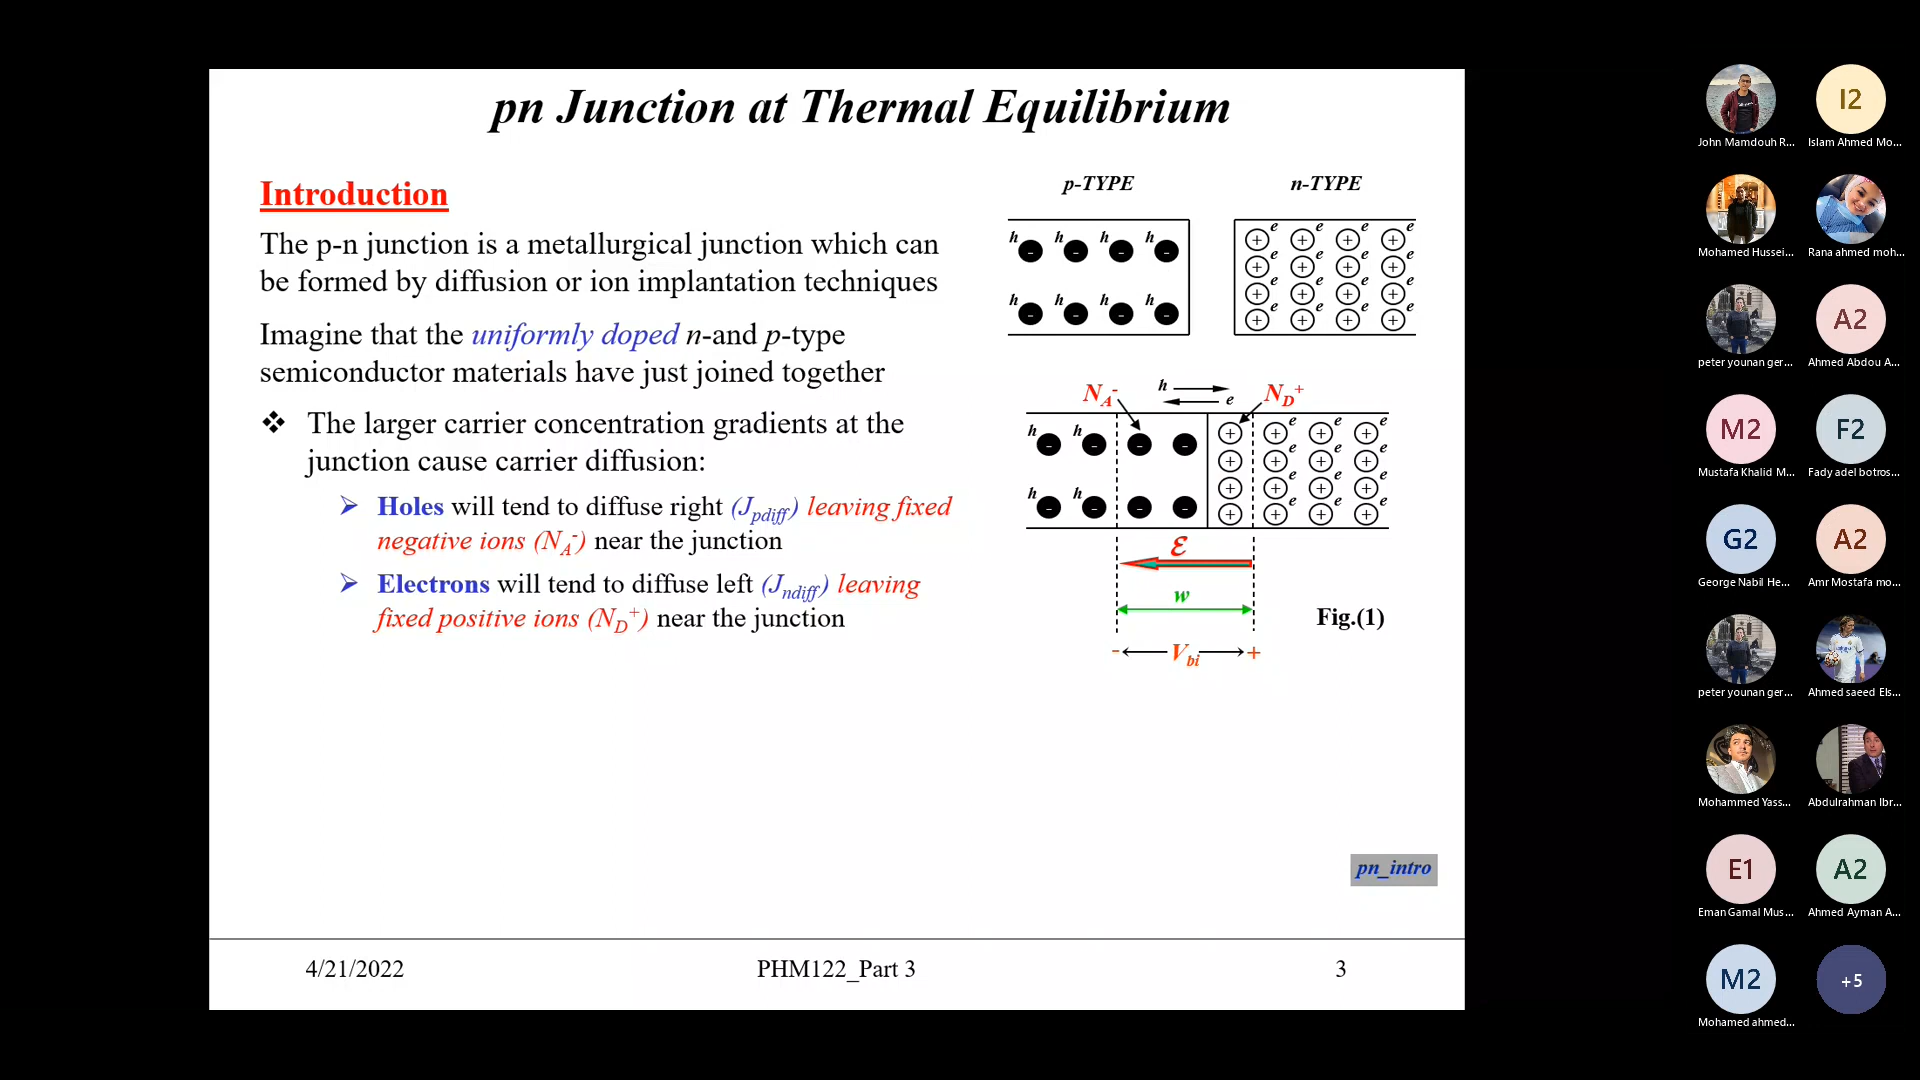 pn Junction at Thermal Equilibrium
Introduction
The p-n junction is a metallurgical junction which can
be formed by diffusion or ion implantation techniques
Imagine that the uniformly doped n-and p-type
semiconductor materials have just joined together
❖ The larger carrier concentration gradients at the
junction cause carrier diffusion:
➢ Holes will tend to diffuse right (Jpdiff) leaving fixed
negative ions (NA-) near the junction
➢ Electrons will tend to diffuse left (Jndiff) leaving
fixed positive ions (ND+) near the junction
p-TYPE n-TYPE
h h h h
- - - -
h h h h
- - - -
e e e e
+ + + +
e e e e
+ + + +
e e e e
+ + + +
e e e e
+ + + +
NA- h ND+
e
h h
- - - -
h h
- - - -
e e e
+ + + +
e e e
+ + + +
e e e
+ + + +
e e e
+ + + +
ℰ
w
Fig.(1)
- Vbi +
pn_intro
4/21/2022 PHM122_Part 3 3
John Mamdouh R...
I2
Islam Ahmed Mo...
Mohamed Hussei...
Rana ahmed moh...
peter younan ger...
A2
Ahmed Abdou A...
M2
Mustafa Khalid M...
F2
Fady adel botros...
G2
George Nabil He...
A2
Amr Mostafa mo...
peter younan ger...
Ahmed saeed Els...
Mohammed Yass...
Abdulrahman Ibr...
E1
Eman Gamal Mus...
A2
Ahmed Ayman A...
M2
Mohamed ahmed...
+5